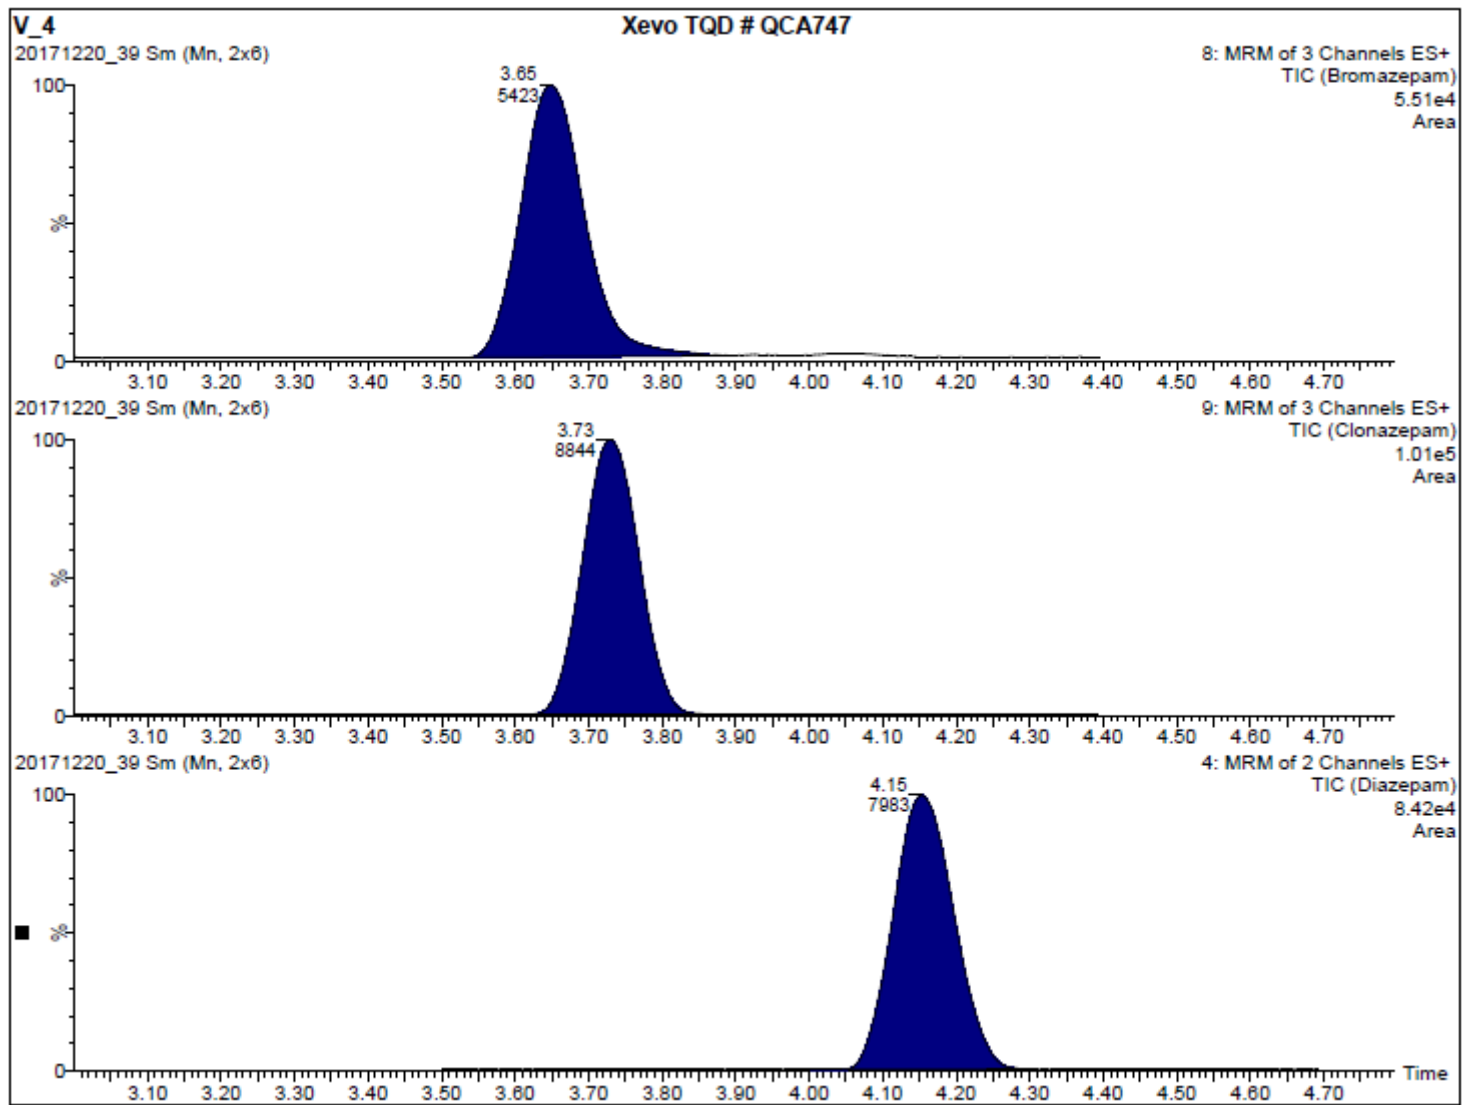 V_4 Xevo TQD # QCA747
20171220_39 Sm (Mn, 2x6) 8: MRM of 3 Channels ES+
TIC (Bromazepam)
5.51e4
Area
3.65
5423
100
%
0
3.10 3.20 3.30 3.40 3.50 3.60 3.70 3.80 3.90 4.00 4.10 4.20 4.30 4.40 4.50 4.60 4.70
20171220_39 Sm (Mn, 2x6) 9: MRM of 3 Channels ES+
TIC (Clonazepam)
1.01e5
Area
3.73
8844
100
%
0
3.10 3.20 3.30 3.40 3.50 3.60 3.70 3.80 3.90 4.00 4.10 4.20 4.30 4.40 4.50 4.60 4.70
20171220_39 Sm (Mn, 2x6) 4: MRM of 2 Channels ES+
TIC (Diazepam)
8.42e4
Area
4.15
7983
100
%
0
Time
3.10 3.20 3.30 3.40 3.50 3.60 3.70 3.80 3.90 4.00 4.10 4.20 4.30 4.40 4.50 4.60 4.70